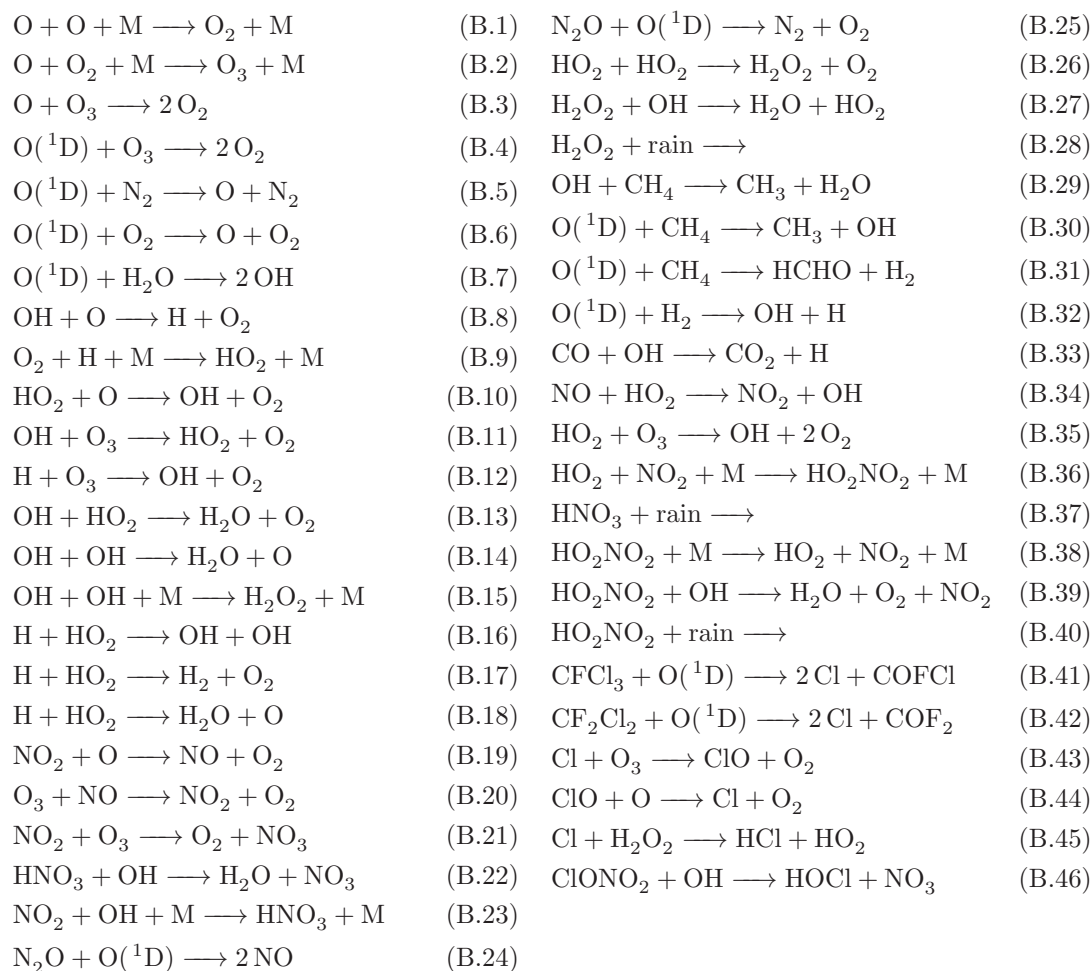 O + O + M ⟶ O₂ + M (B.1)
O + O₂ + M ⟶ O₃ + M (B.2)
O + O₃ ⟶ 2 O₂ (B.3)
O(¹D) + O₃ ⟶ 2 O₂ (B.4)
O(¹D) + N₂ ⟶ O + N₂ (B.5)
O(¹D) + O₂ ⟶ O + O₂ (B.6)
O(¹D) + H₂O ⟶ 2 OH (B.7)
OH + O ⟶ H + O₂ (B.8)
O₂ + H + M ⟶ HO₂ + M (B.9)
HO₂ + O ⟶ OH + O₂ (B.10)
OH + O₃ ⟶ HO₂ + O₂ (B.11)
H + O₃ ⟶ OH + O₂ (B.12)
OH + HO₂ ⟶ H₂O + O₂ (B.13)
OH + OH ⟶ H₂O + O (B.14)
OH + OH + M ⟶ H₂O₂ + M (B.15)
H + HO₂ ⟶ OH + OH (B.16)
H + HO₂ ⟶ H₂ + O₂ (B.17)
H + HO₂ ⟶ H₂O + O (B.18)
NO₂ + O ⟶ NO + O₂ (B.19)
O₃ + NO ⟶ NO₂ + O₂ (B.20)
NO₂ + O₃ ⟶ O₂ + NO₃ (B.21)
HNO₃ + OH ⟶ H₂O + NO₃ (B.22)
NO₂ + OH + M ⟶ HNO₃ + M (B.23)
N₂O + O(¹D) ⟶ 2 NO (B.24)
N₂O + O(¹D) ⟶ N₂ + O₂ (B.25)
HO₂ + HO₂ ⟶ H₂O₂ + O₂ (B.26)
H₂O₂ + OH ⟶ H₂O + HO₂ (B.27)
H₂O₂ + rain ⟶ (B.28)
OH + CH₄ ⟶ CH₃ + H₂O (B.29)
O(¹D) + CH₄ ⟶ CH₃ + OH (B.30)
O(¹D) + CH₄ ⟶ HCHO + H₂ (B.31)
O(¹D) + H₂ ⟶ OH + H (B.32)
CO + OH ⟶ CO₂ + H (B.33)
NO + HO₂ ⟶ NO₂ + OH (B.34)
HO₂ + O₃ ⟶ OH + 2 O₂ (B.35)
HO₂ + NO₂ + M ⟶ HO₂NO₂ + M (B.36)
HNO₃ + rain ⟶ (B.37)
HO₂NO₂ + M ⟶ HO₂ + NO₂ + M (B.38)
HO₂NO₂ + OH ⟶ H₂O + O₂ + NO₂ (B.39)
HO₂NO₂ + rain ⟶ (B.40)
CFCl₃ + O(¹D) ⟶ 2 Cl + COFCl (B.41)
CF₂Cl₂ + O(¹D) ⟶ 2 Cl + COF₂ (B.42)
Cl + O₃ ⟶ ClO + O₂ (B.43)
ClO + O ⟶ Cl + O₂ (B.44)
Cl + H₂O₂ ⟶ HCl + HO₂ (B.45)
ClONO₂ + OH ⟶ HOCl + NO₃ (B.46)